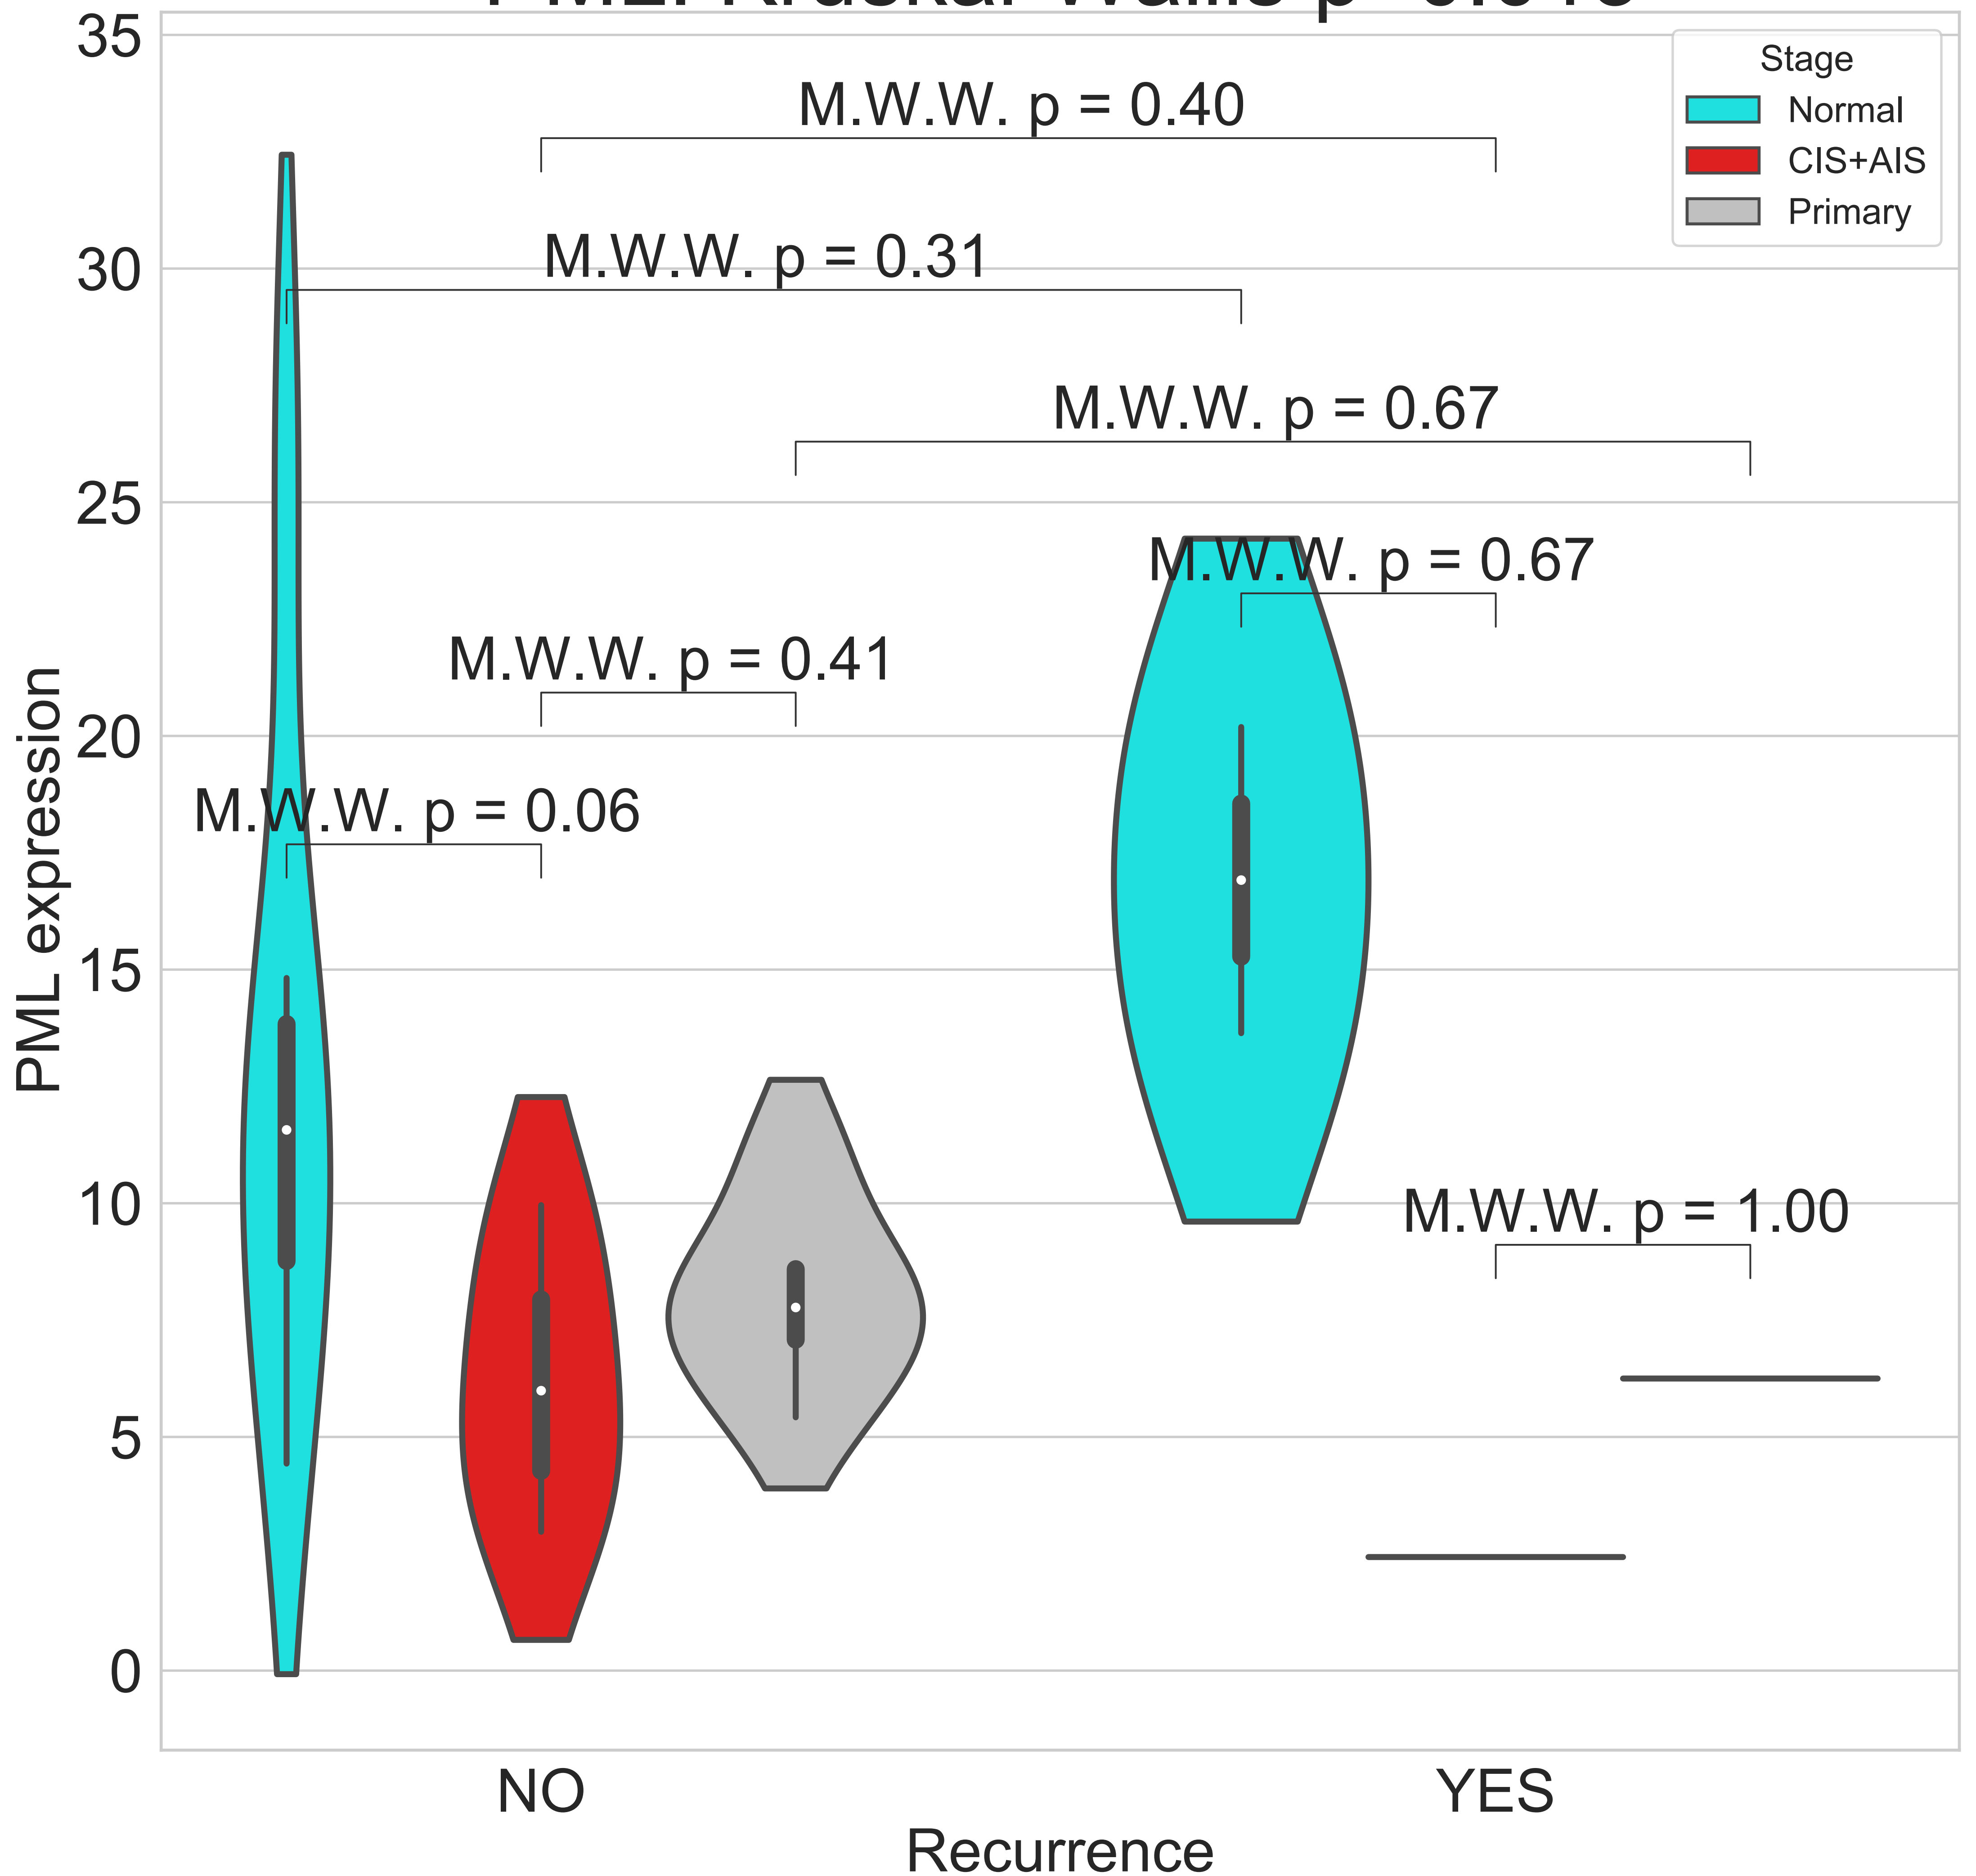 35
30
25
20
15
10
5
0
PML expression
M.W.W. p = 0.40
M.W.W. p = 0.31
M.W.W. p = 0.67
M.W.W. p = 0.67
M.W.W. p = 0.41
M.W.W. p = 0.06
M.W.W. p = 1.00
Stage
Normal
CIS+AIS
Primary
NO
YES
Recurrence